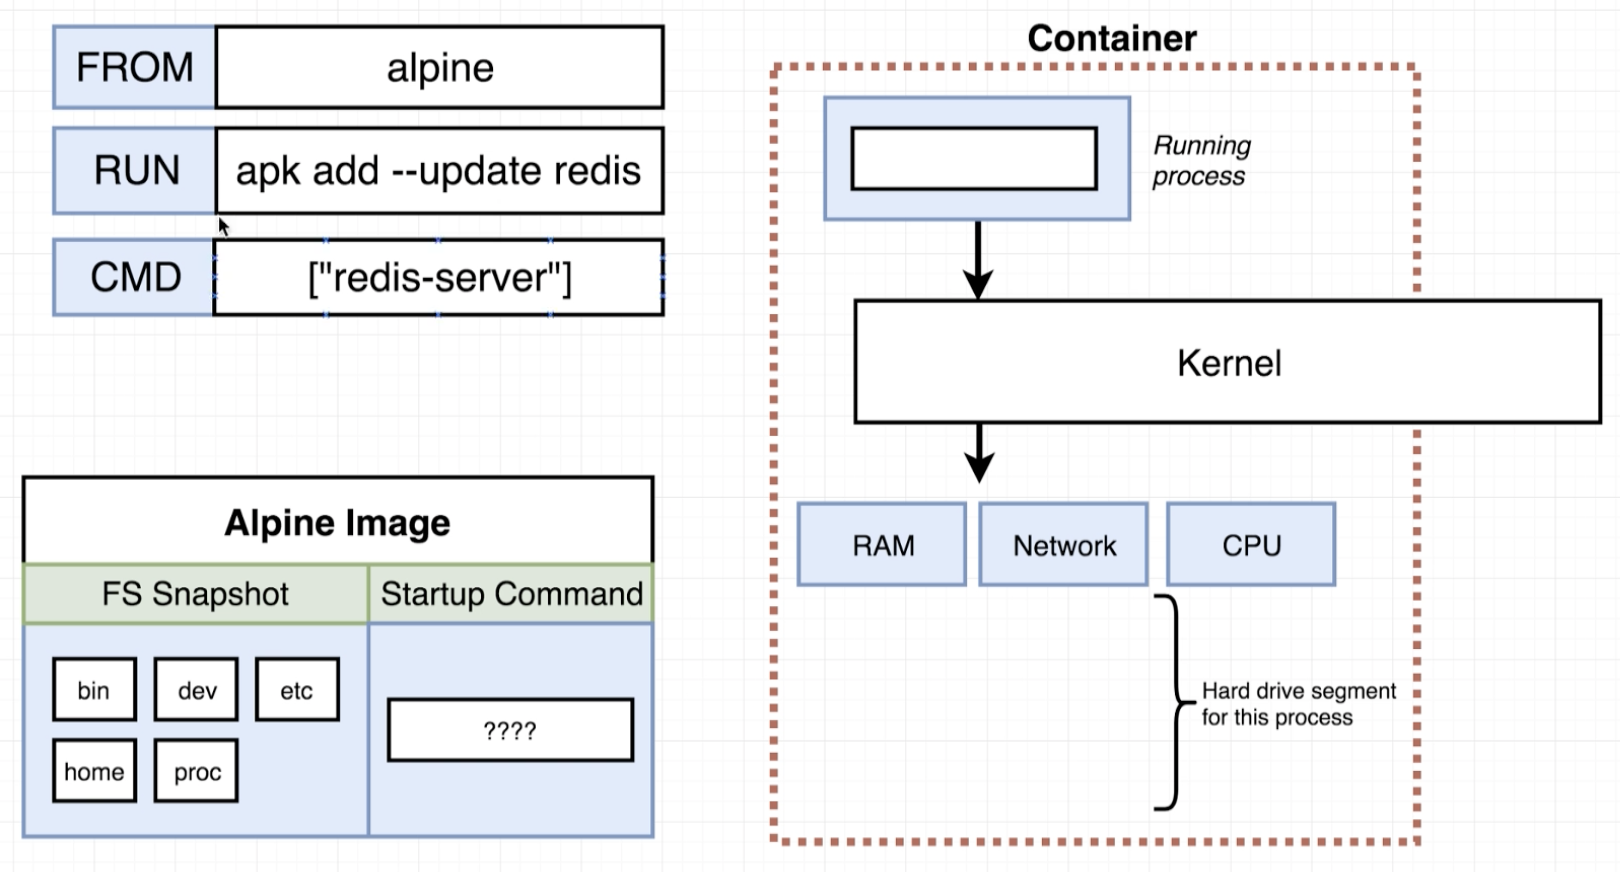 FROM
alpine
RUN
apk add --update redis
CMD
["redis-server"]
Alpine Image
FS Snapshot
Startup Command
bin
dev
etc
home
proc
????
Container
Running
process
Kernel
RAM
Network
CPU
Hard drive segment
for this process